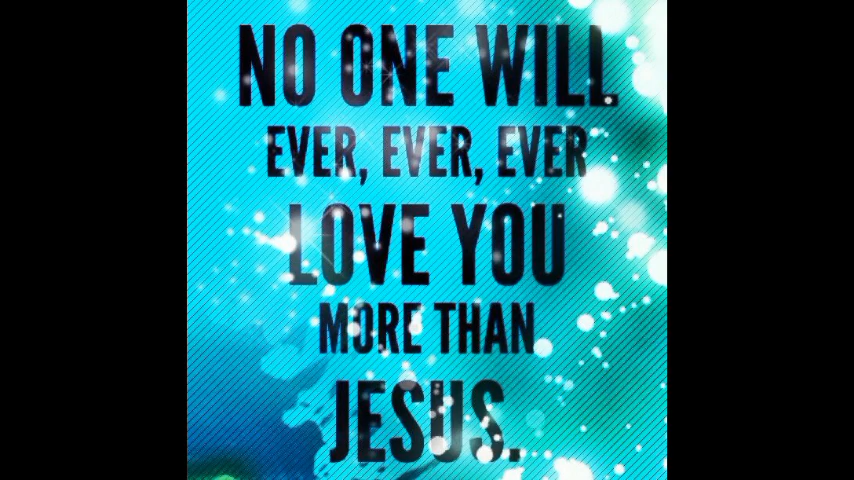 NO ONE WILL
EVER, EVER, EVER
LOVE YOU
MORE THAN
JESUS.